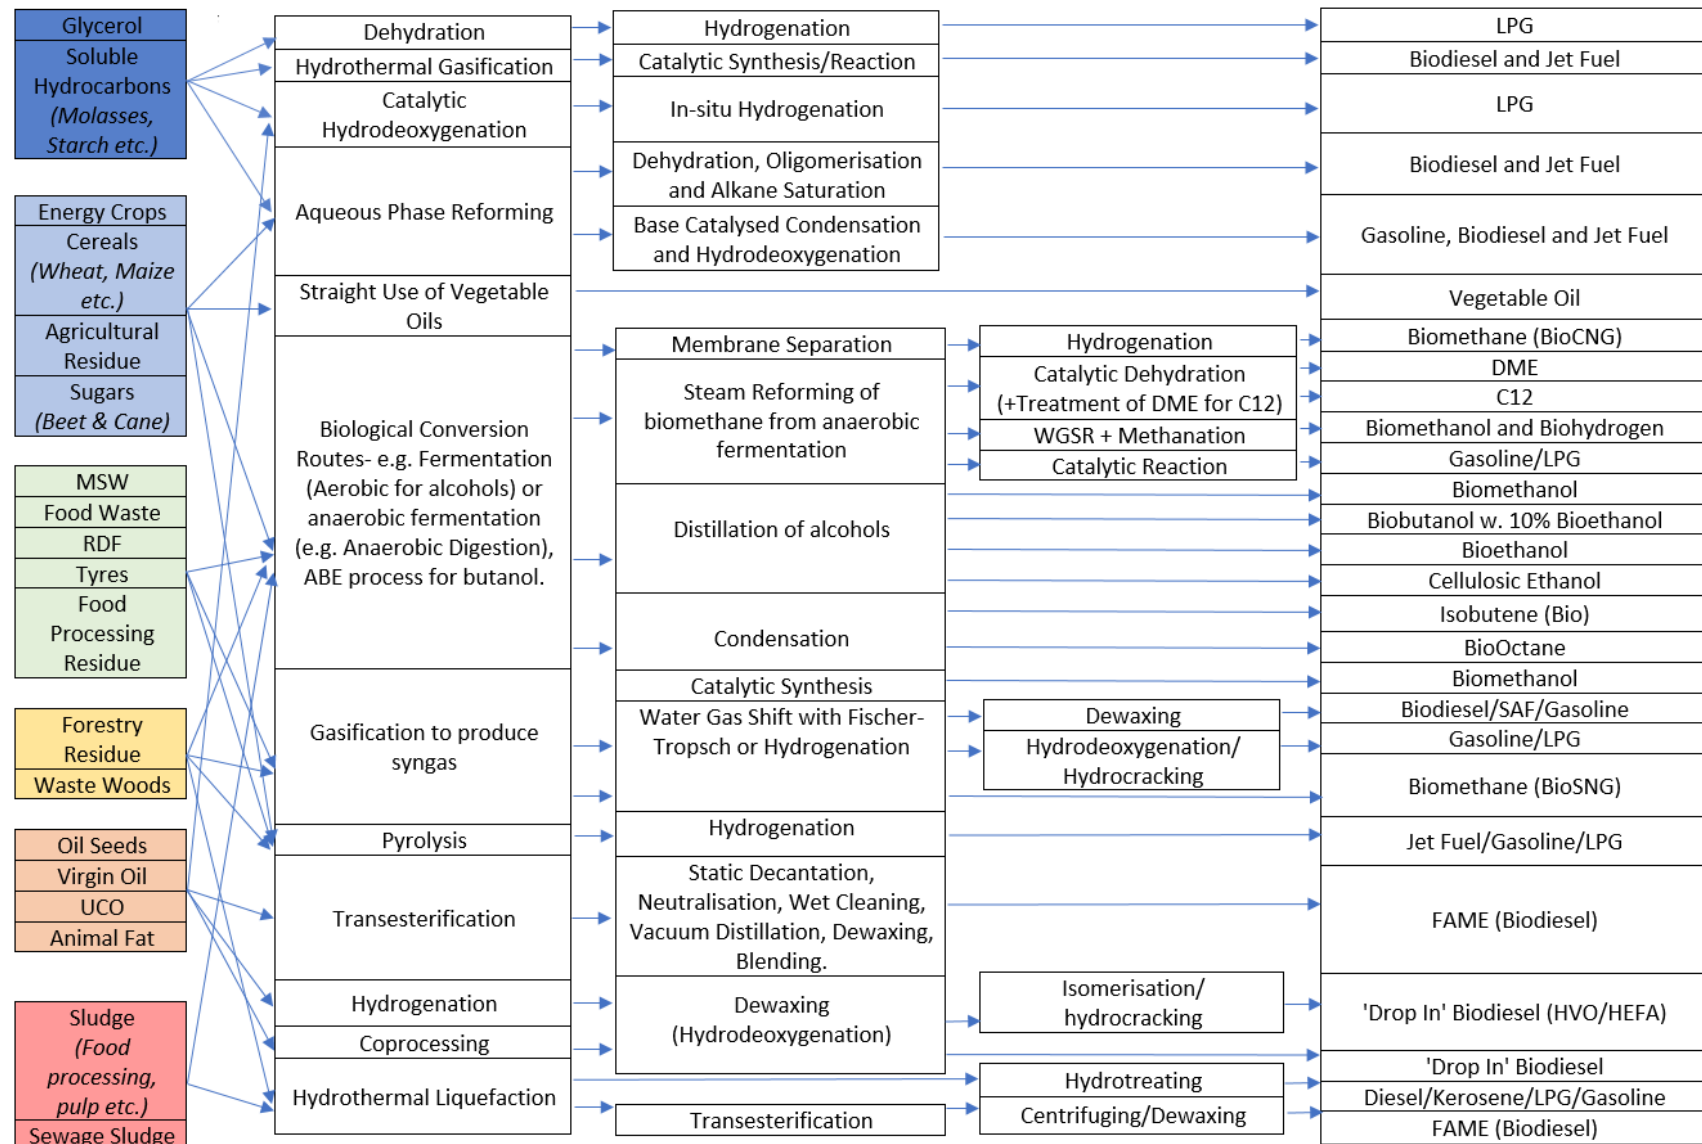 Glycerol
Soluble
Hydrocarbons
(Molasses,
Starch etc.)
Energy Crops
Cereals
(Wheat, Maize
etc.)
Agricultural
Residue
Sugars
(Beet & Cane)
MSW
Food Waste
RDF
Tyres
Food
Processing
Residue
Forestry
Residue
Waste Woods
Oil Seeds
Virgin Oil
UCO
Animal Fat
Sludge
(Food
processing,
pulp etc.)
Sewage Sludge
Dehydration
Hydrothermal Gasification
Catalytic
Hydrodeoxygenation
Aqueous Phase Reforming
Straight Use of Vegetable
Oils
Biological Conversion
Routes- e.g. Fermentation
(Aerobic for alcohols) or
anaerobic fermentation
(e.g. Anaerobic Digestion),
ABE process for butanol.
Gasification to produce
syngas
Pyrolysis
Transesterification
Hydrogenation
Coprocessing
Hydrothermal Liquefaction
Hydrogenation
Catalytic Synthesis/Reaction
In-situ Hydrogenation
Dehydration, Oligomerisation
and Alkane Saturation
Base Catalysed Condensation
and Hydrodeoxygenation
Membrane Separation
Steam Reforming of
biomethane from anaerobic
fermentation
Distillation of alcohols
Condensation
Catalytic Synthesis
Water Gas Shift with Fischer-
Tropsch or Hydrogenation
Hydrogenation
Static Decantation,
Neutralisation, Wet Cleaning,
Vacuum Distillation, Dewaxing,
Blending.
Dewaxing
(Hydrodeoxygenation)
Transesterification
Hydrogenation
Catalytic Dehydration
(+Treatment of DME for C12)
WGSR + Methanation
Catalytic Reaction
Dewaxing
Hydrodeoxygenation/
Hydrocracking
Isomerisation/
hydrocracking
Hydrotreating
Centrifuging/Dewaxing
LPG
Biodiesel and Jet Fuel
LPG
Biodiesel and Jet Fuel
Gasoline, Biodiesel and Jet Fuel
Vegetable Oil
Biomethane (BioCNG)
DME
C12
Biomethanol and Biohydrogen
Gasoline/LPG
Biomethanol
Biobutanol w. 10% Bioethanol
Bioethanol
Cellulosic Ethanol
Isobutene (Bio)
BioOctane
Biomethanol
Biodiesel/SAF/Gasoline
Gasoline/LPG
Biomethane (BioSNG)
Jet Fuel/Gasoline/LPG
FAME (Biodiesel)
'Drop In' Biodiesel (HVO/HEFA)
'Drop In' Biodiesel
Diesel/Kerosene/LPG/Gasoline
FAME (Biodiesel)